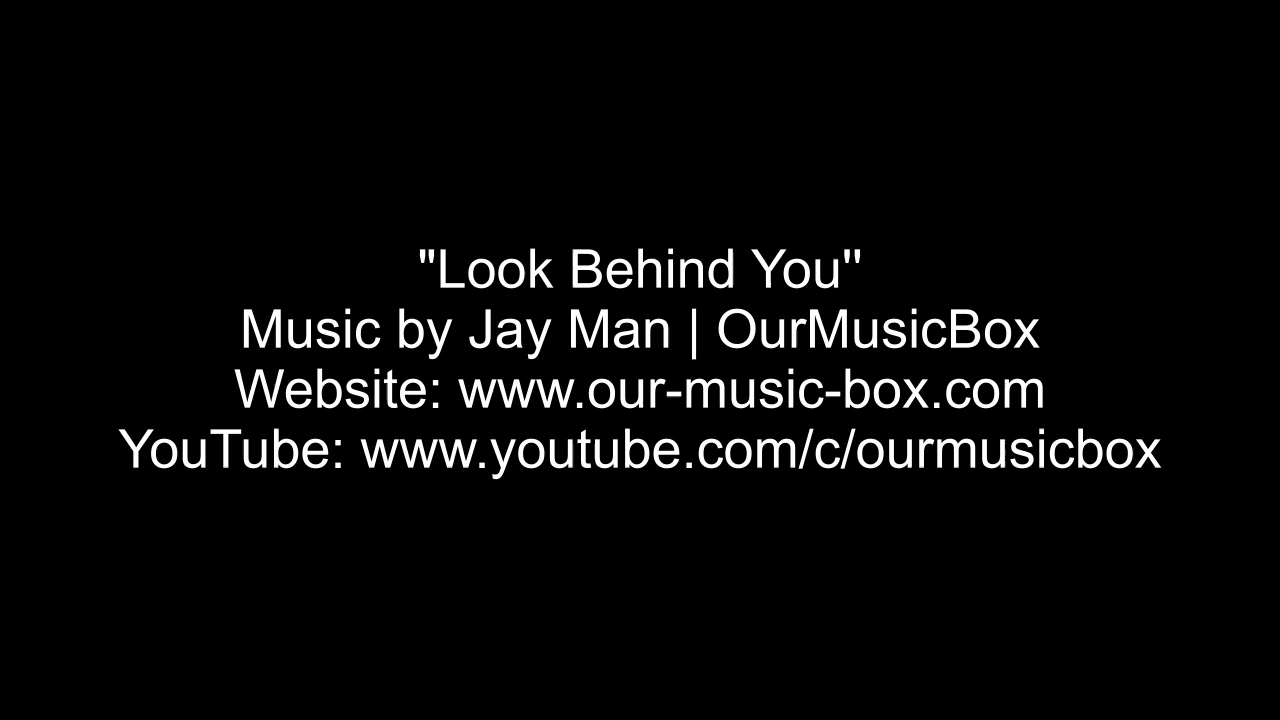 "Look Behind You"
Music by Jay Man | OurMusicBox
Website: www.our-music-box.com
YouTube: www.youtube.com/c/ourmusicbox